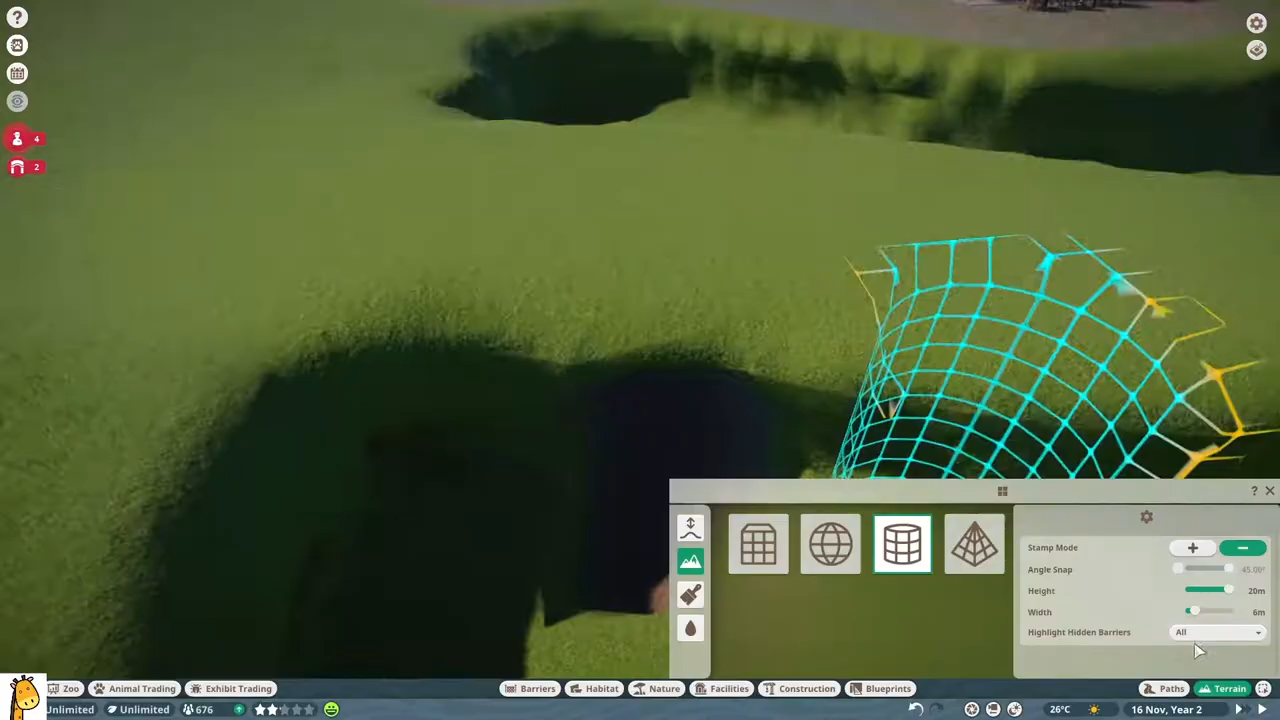 ?
4
2
?
Stamp Mode
Angle Snap
45.00°
Height
20m
Width
6m
Highlight Hidden Barriers
All
Zoo
Animal Trading
Exhibit Trading
Barriers
Habitat
Nature
Facilities
Construction
Blueprints
Paths
Terrain
Unlimited
Unlimited
676
26°C
16 Nov, Year 2